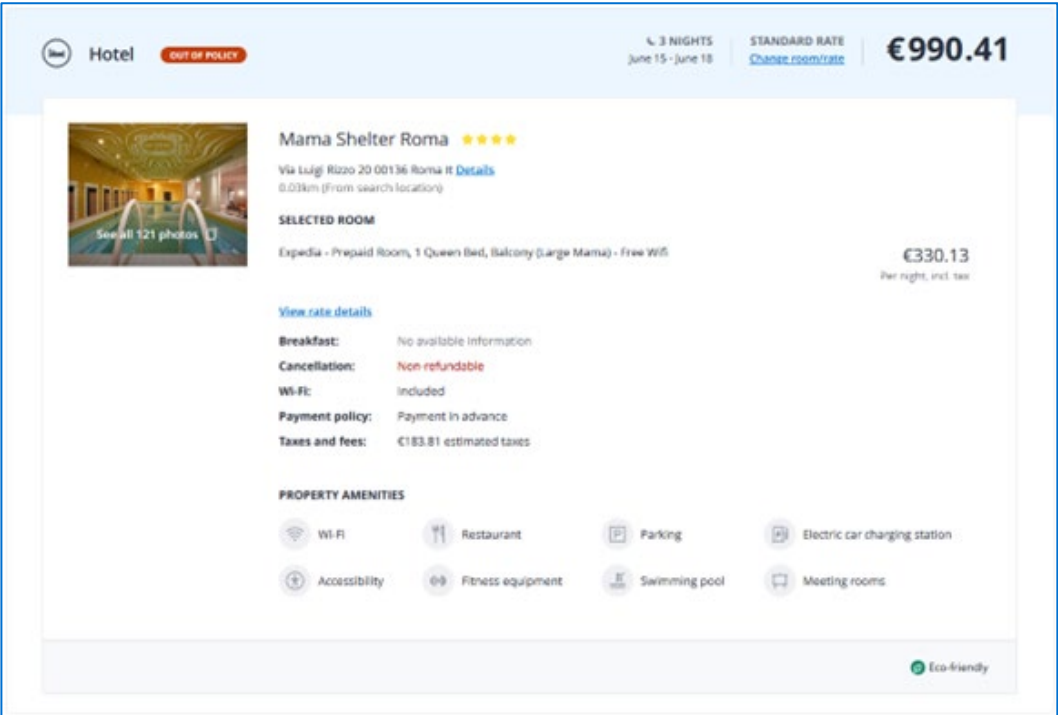 Hotel OUT OF POLICY
3 NIGHTS
June 15 - June 18
STANDARD RATE
Change room/rate
€990.41
Mama Shelter Roma
Via Luigi Rizzo 20 00136 Roma It Details
0.03km (From search location)
See all 121 photos
SELECTED ROOM
Expedia - Prepaid Room, 1 Queen Bed, Balcony (Large Mama) - Free Wifi
€330.13
Per night, incl. tax
View rate details
Breakfast: No available information
Cancellation: Non-refundable
Wi-Fi: Included
Payment policy: Payment in advance
Taxes and fees: €183.81 estimated taxes
PROPERTY AMENITIES
Wi-Fi Restaurant Parking Electric car charging station
Accessibility Fitness equipment Swimming pool Meeting rooms
Eco-friendly